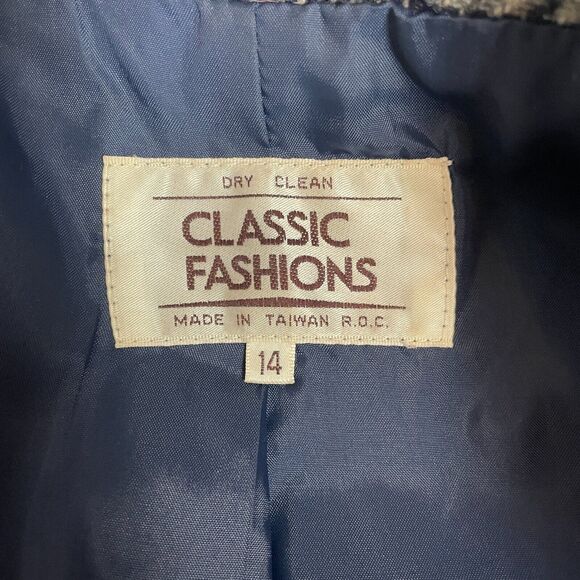 DRY CLEAN
CLASSIC
FASHIONS
MADE IN TAIWAN R.O.C.
14